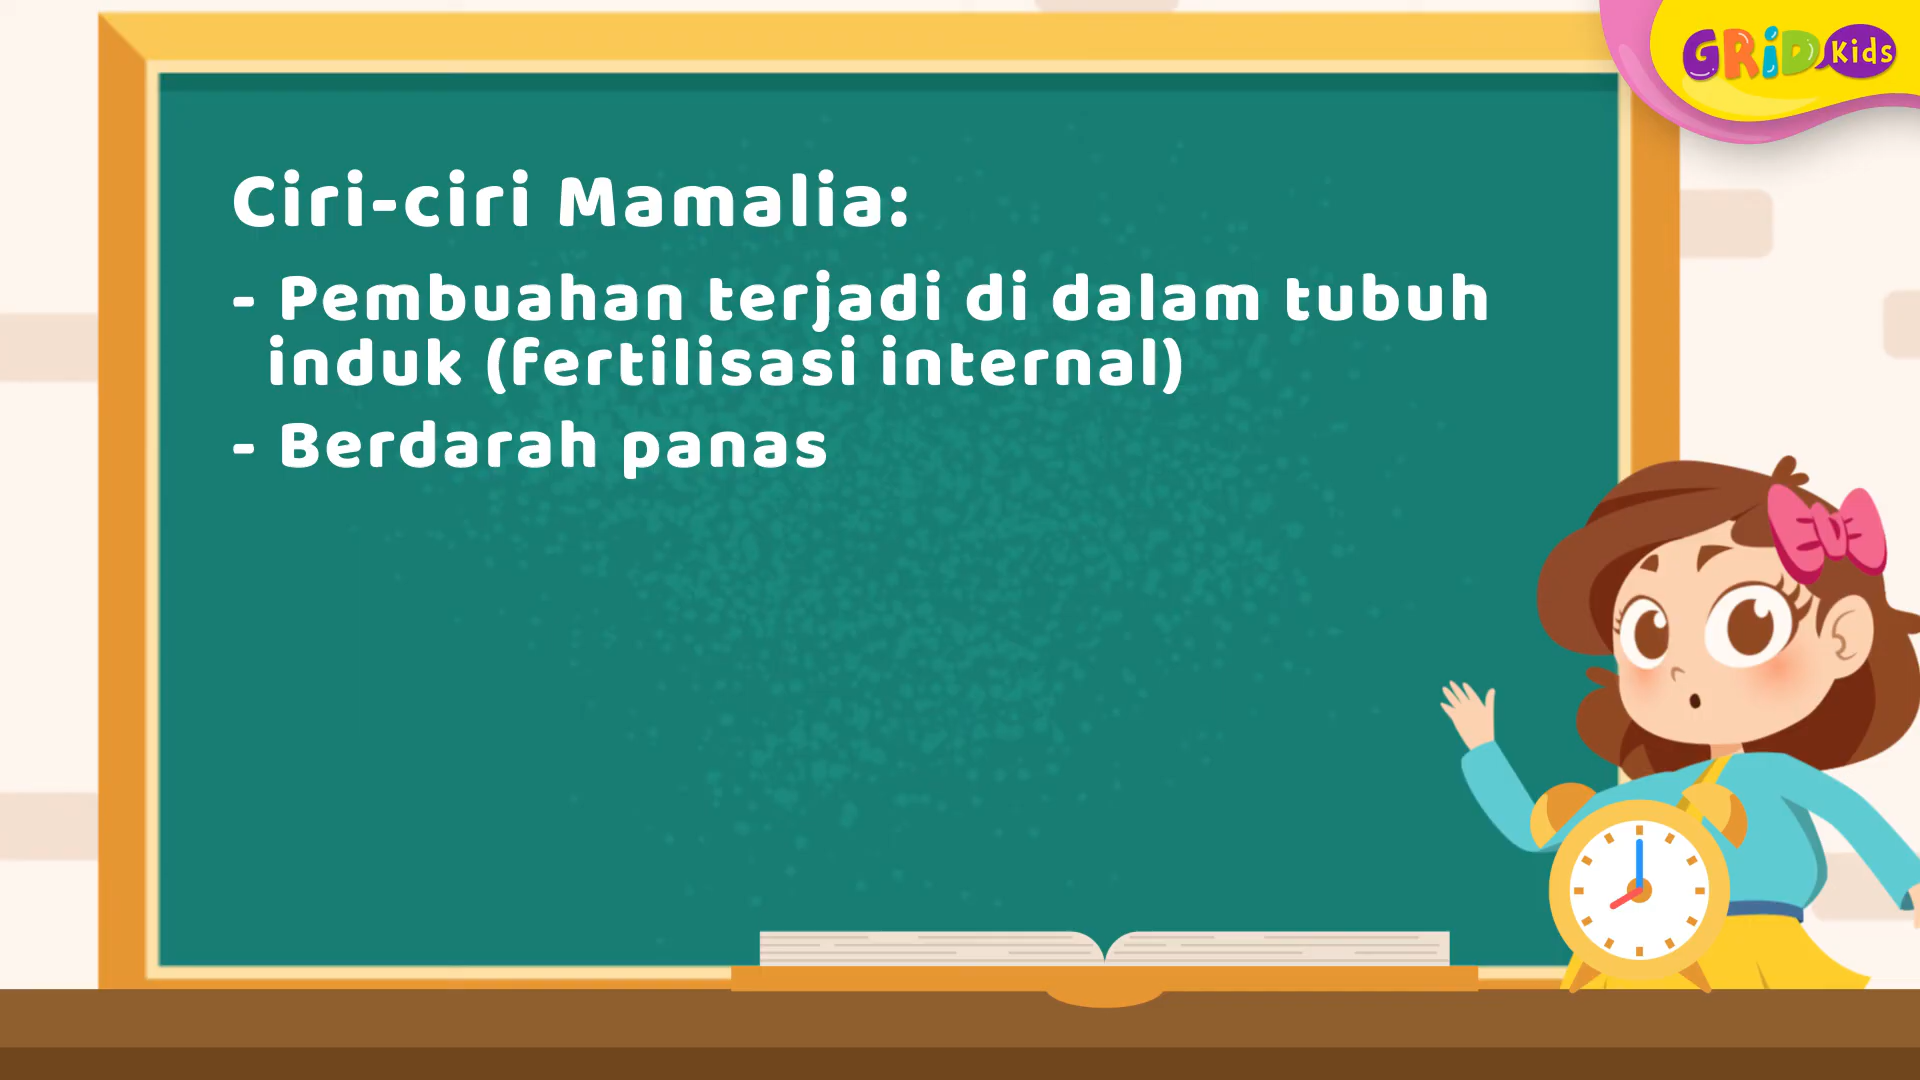 GRiD Kids
Ciri-ciri Mamalia:
- Pembuahan terjadi di dalam tubuh
induk (fertilisasi internal)
- Berdarah panas